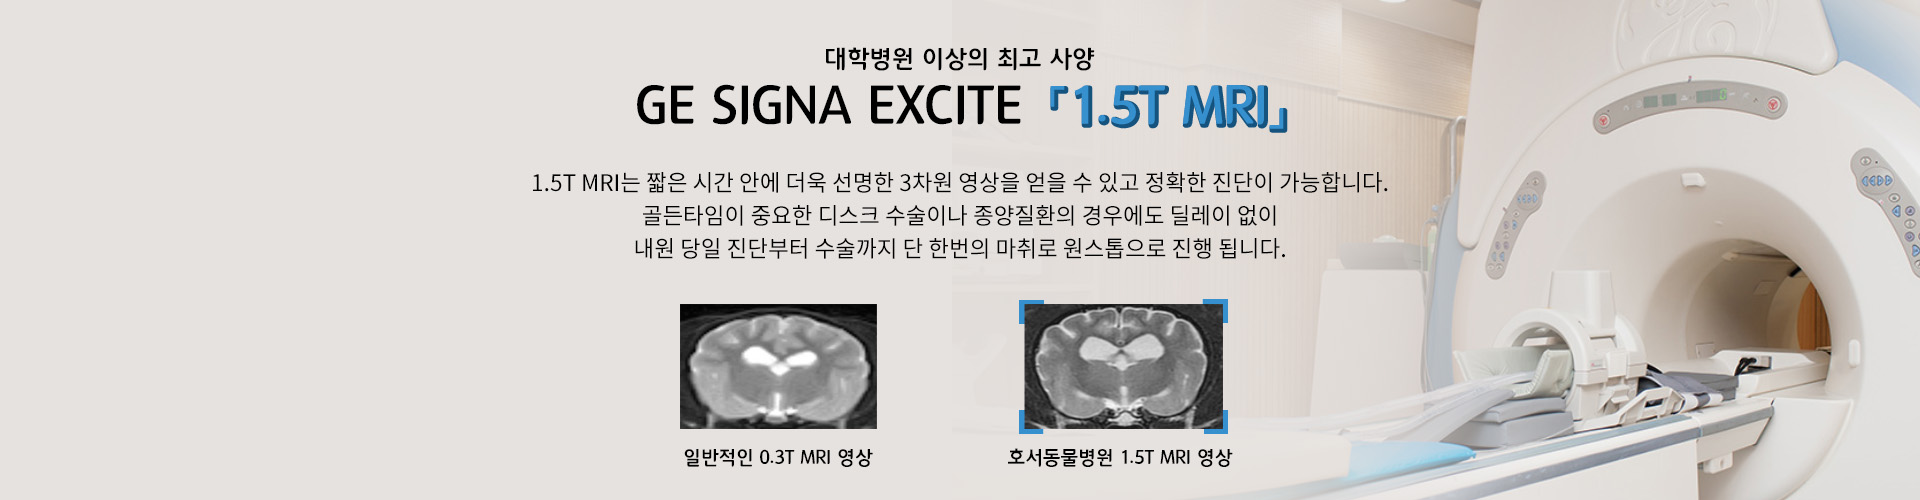 대학병원 이상의 최고 사양
GE SIGNA EXCITE 「1.5T MRI」
1.5T MRI는 짧은 시간 안에 더욱 선명한 3차원 영상을 얻을 수 있고 정확한 진단이 가능합니다.
골든타임이 중요한 디스크 수술이나 종양질환의 경우에도 딜레이 없이
내원 당일 진단부터 수술까지 단 한번의 마취로 원스톱으로 진행 됩니다.
일반적인 0.3T MRI 영상
호서동물병원 1.5T MRI 영상